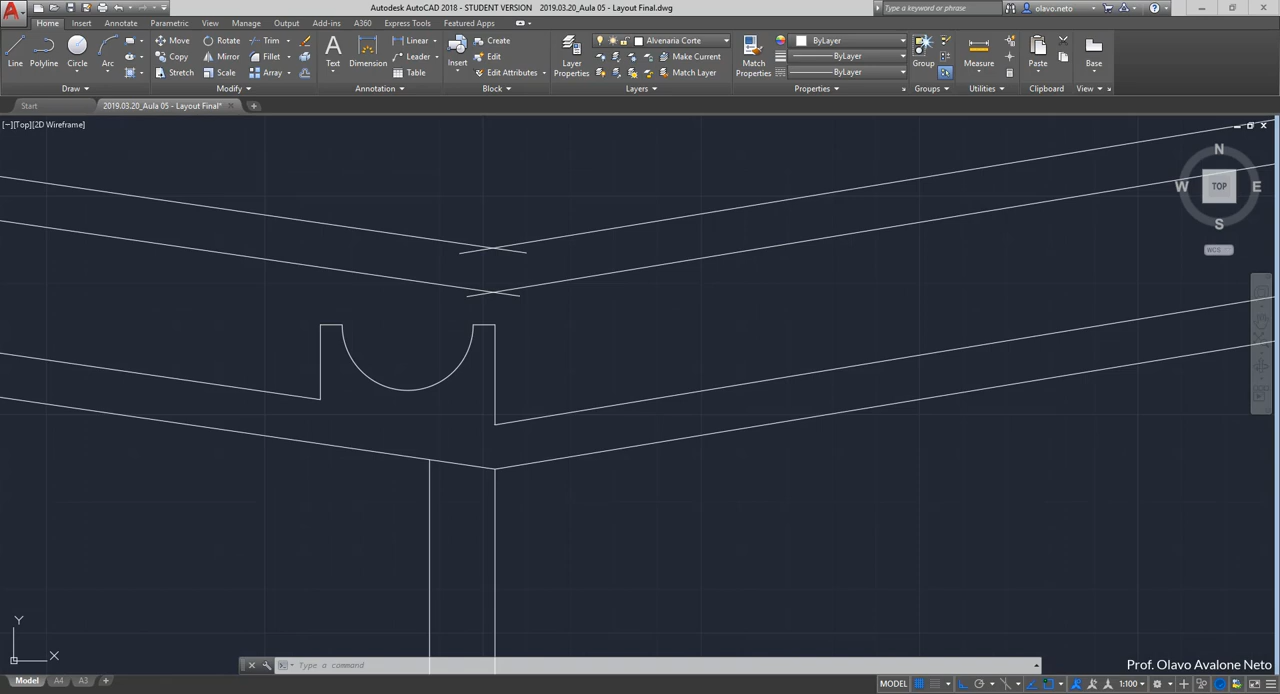 Autodesk AutoCAD 2018 - STUDENT VERSION 2019.03.20_Aula 05 - Layout Final.dwg
Type a keyword or phrase
olavo.neto
Home Insert Annotate Parametric View Manage Output Add-ins A360 Express Tools Featured Apps
Line Polyline Circle Arc
Move Rotate Trim
Copy Mirror Fillet
Stretch Scale Array
Text Dimension
Linear
Leader
Table
Insert
Create
Edit
Edit Attributes
Layer Properties
Alvenaria Corte
Make Current
Match Layer
Match Properties
ByLayer
ByLayer
ByLayer
Group
Measure
Paste
Base
Draw Modify Annotation Block Layers Properties Groups Utilities Clipboard View
Start 2019.03.20_Aula 05 - Layout Final*
[−][Top][2D Wireframe]
N
W TOP E
S
WCS
Y
X
Type a command
Prof. Olavo Avalone Neto
Model A4 A3
MODEL 1:100